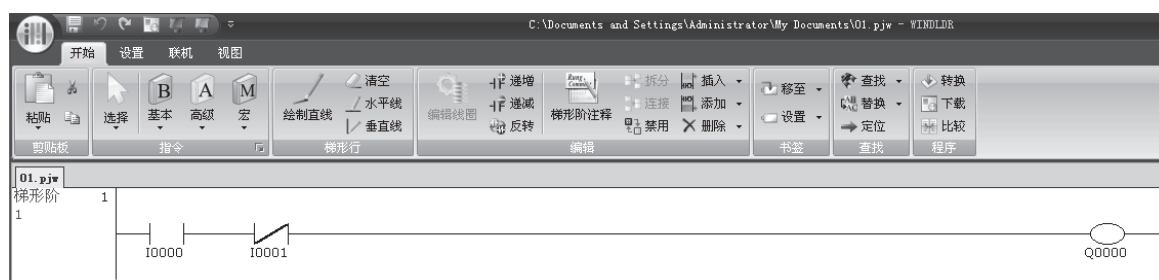 C:\Documents and Settings\Administrator\My Documents\01.pjw - WINDLDR
开始 设置 联机 视图
粘贴
剪贴板
选择
B
基本
A
高级
M
宏
指令
绘制直线
清空
水平线
垂直线
梯形行
编辑线圈
递增
递减
反转
梯形阶注释
拆分
连接
禁用
插入
添加
删除
编辑
移至
设置
书签
查找
替换
定位
查找
转换
下载
比较
程序
01.pjw
梯形阶 1
1
I0000 I0001 Q0000